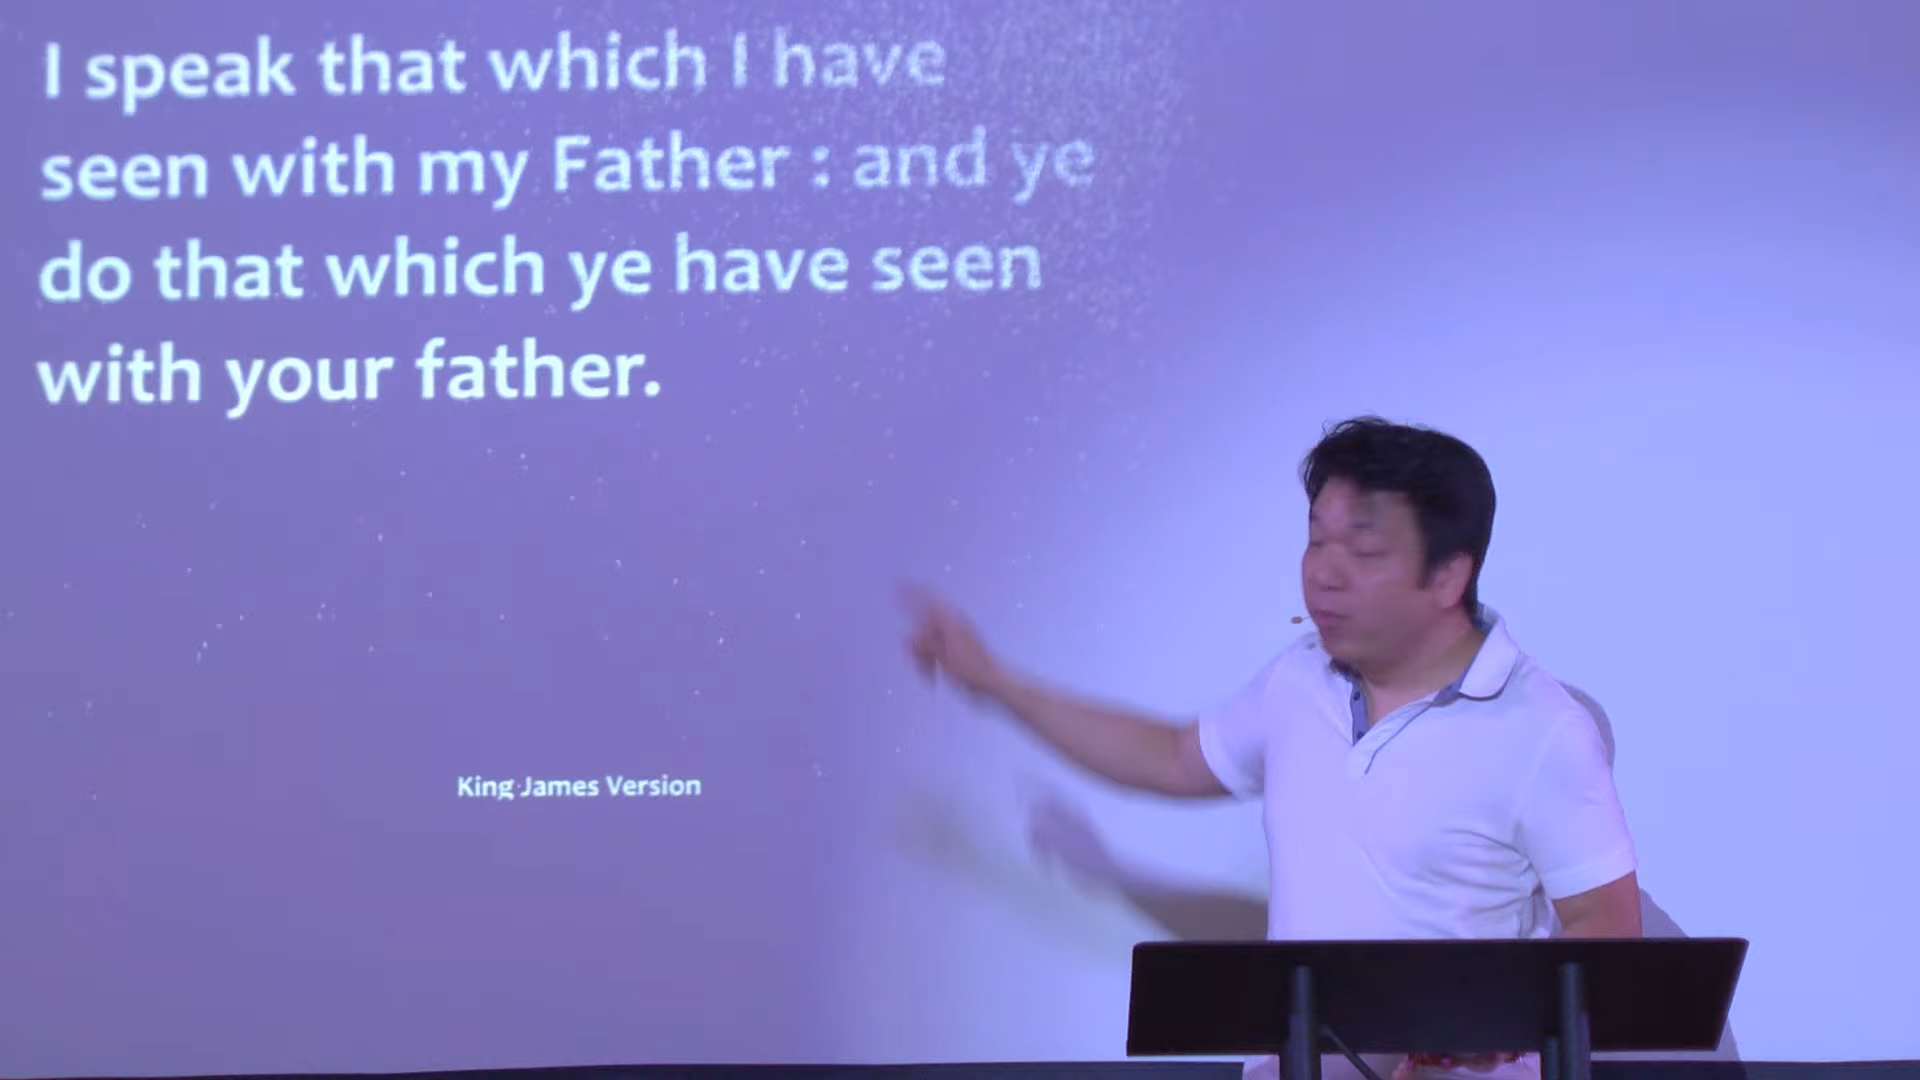 I speak that which I have
seen with my Father : and ye
do that which ye have seen
with your father.
King James Version